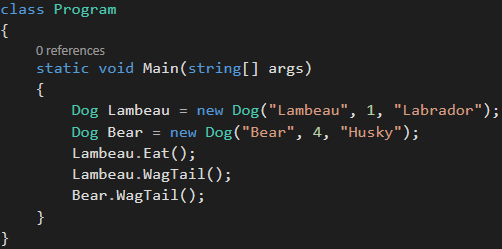 class Program
{
0 references
static void Main(string[] args)
{
Dog Lambeau = new Dog("Lambeau", 1, "Labrador");
Dog Bear = new Dog("Bear", 4, "Husky");
Lambeau.Eat();
Lambeau.WagTail();
Bear.WagTail();
}
}